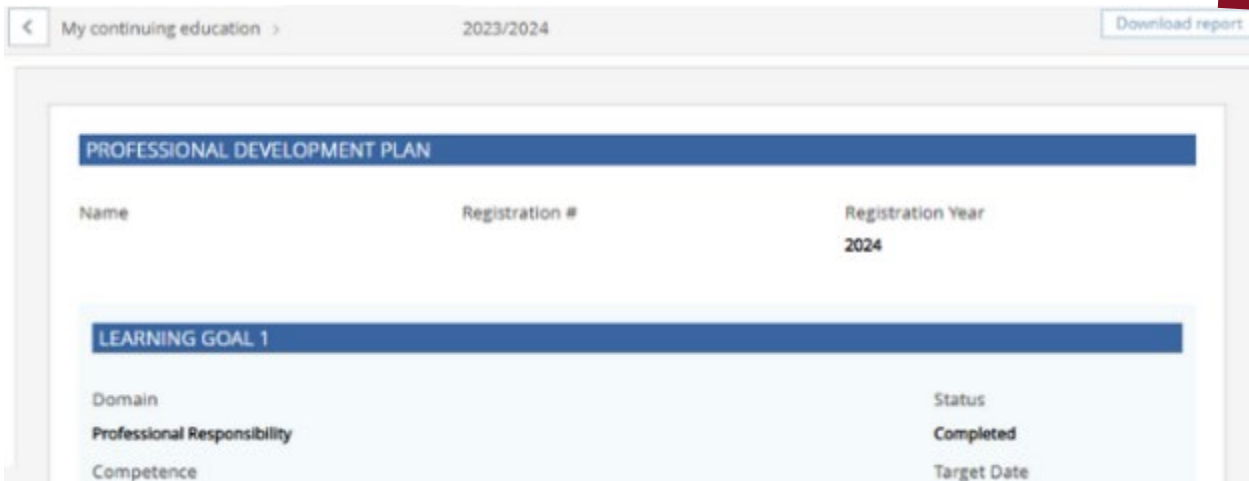 My continuing education > 2023/2024 Download report
PROFESSIONAL DEVELOPMENT PLAN
Name Registration # Registration Year
2024
LEARNING GOAL 1
Domain Status
Professional Responsibility Completed
Competence Target Date